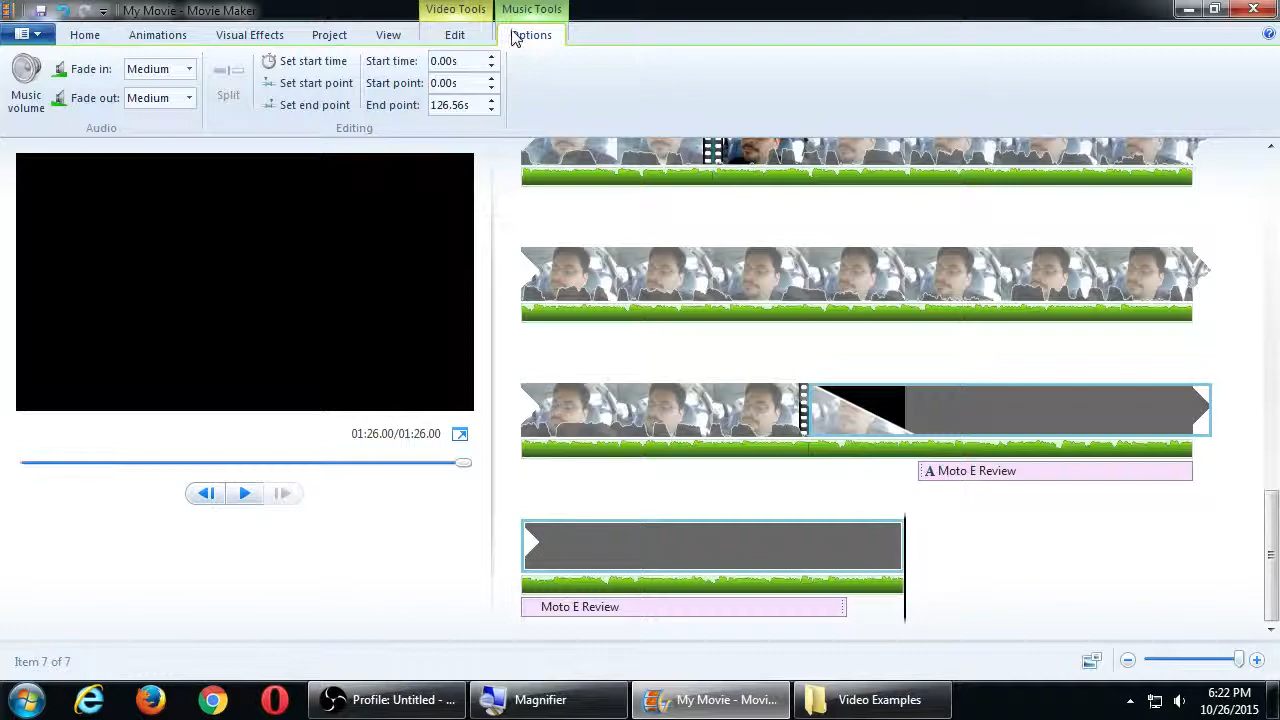 My Movie - Movie Maker
Video Tools
Music Tools
Home
Animations
Visual Effects
Project
View
Edit
Options
Music volume
Fade in: Medium
Fade out: Medium
Audio
Split
Set start time
Set start point
Set end point
Start time: 0.00s
Start point: 0.00s
End point: 126.56s
Editing
01:26.00/01:26.00
A Moto E Review
Moto E Review
Item 7 of 7
Profile: Untitled - ...
Magnifier
My Movie - Movi...
Video Examples
6:22 PM
10/26/2015